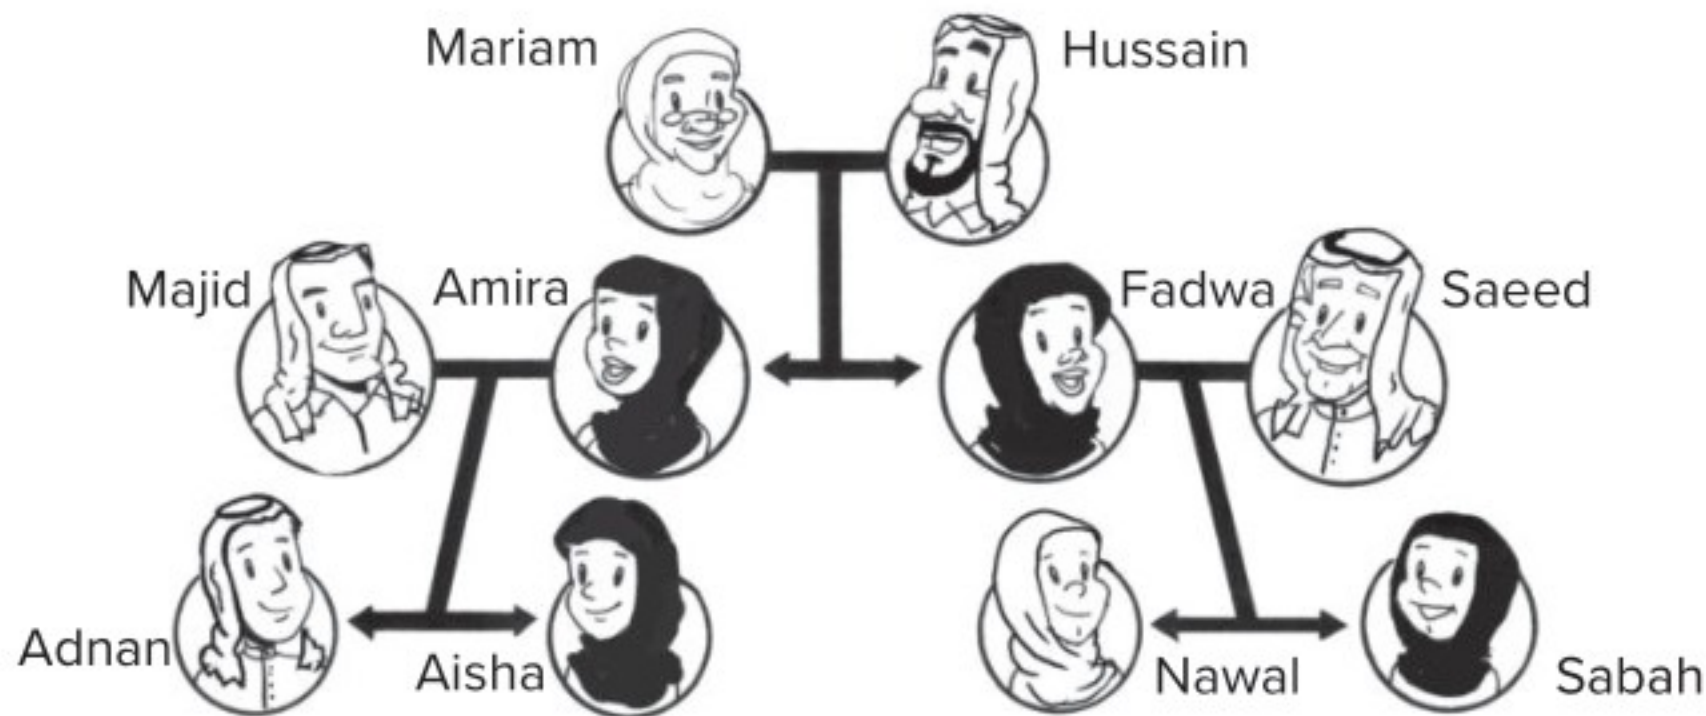 Mariam
Hussain
Majid
Amira
Fadwa
Saeed
Adnan
Aisha
Nawal
Sabah